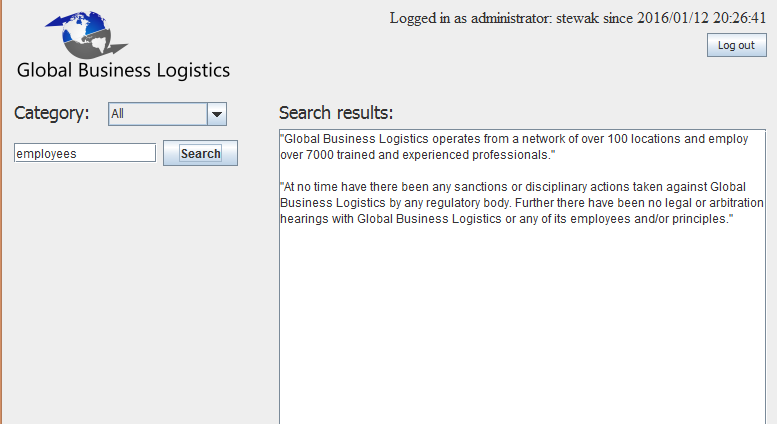 Logged in as administrator: stewak since 2016/01/12 20:26:41
Log out
Global Business Logistics
Category:
All
employees
Search
Search results:
"Global Business Logistics operates from a network of over 100 locations and employ
over 7000 trained and experienced professionals."
"At no time have there been any sanctions or disciplinary actions taken against Global
Business Logistics by any regulatory body. Further there have been no legal or arbitration
hearings with Global Business Logistics or any of its employees and/or principles."